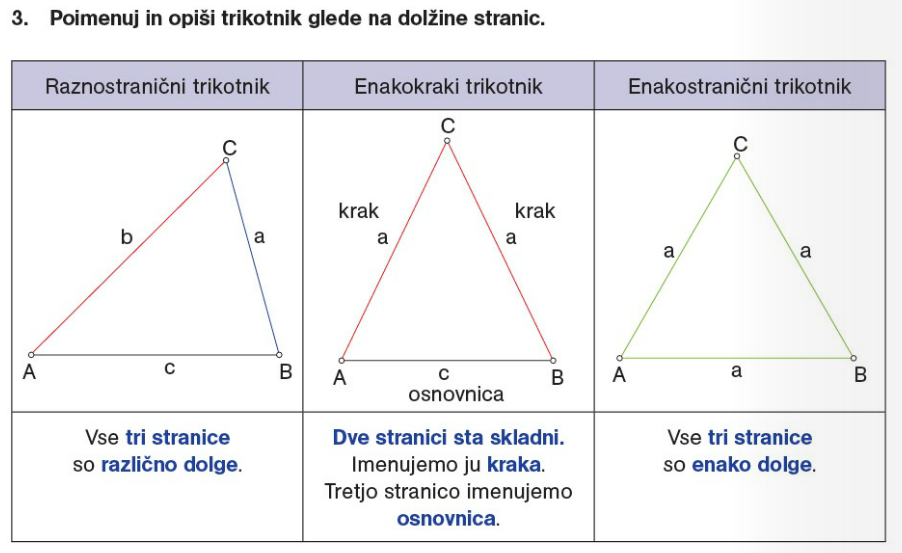 3. Poimenuj in opiši trikotnik glede na dolžine stranic.
Raznostranični trikotnik
Enakokraki trikotnik
Enakostranični trikotnik
C
b
a
A
c
B
C
krak
krak
a
a
A
c
B
osnovnica
C
a
a
A
a
B
Vse tri stranice
so različno dolge.
Dve stranici sta skladni.
Imenujemo ju kraka.
Tretjo stranico imenujemo
osnovnica.
Vse tri stranice
so enako dolge.